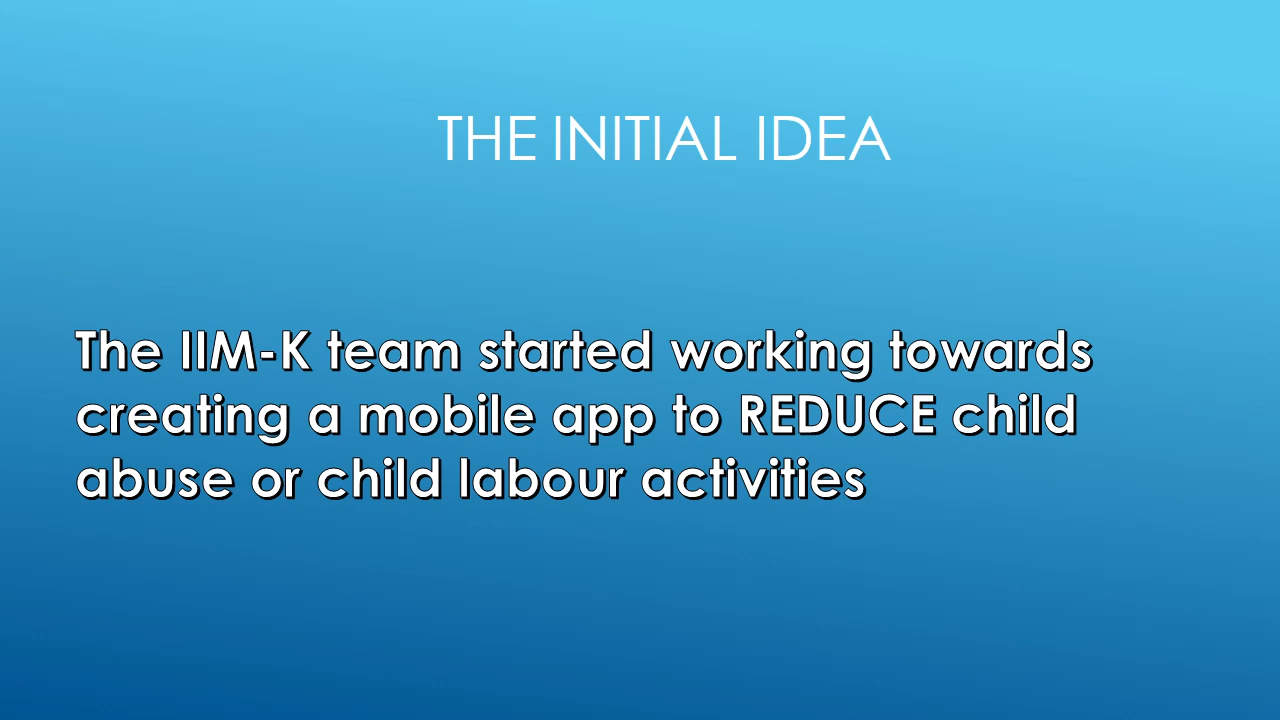 THE INITIAL IDEA
The IIM-K team started working towards
creating a mobile app to REDUCE child
abuse or child labour activities